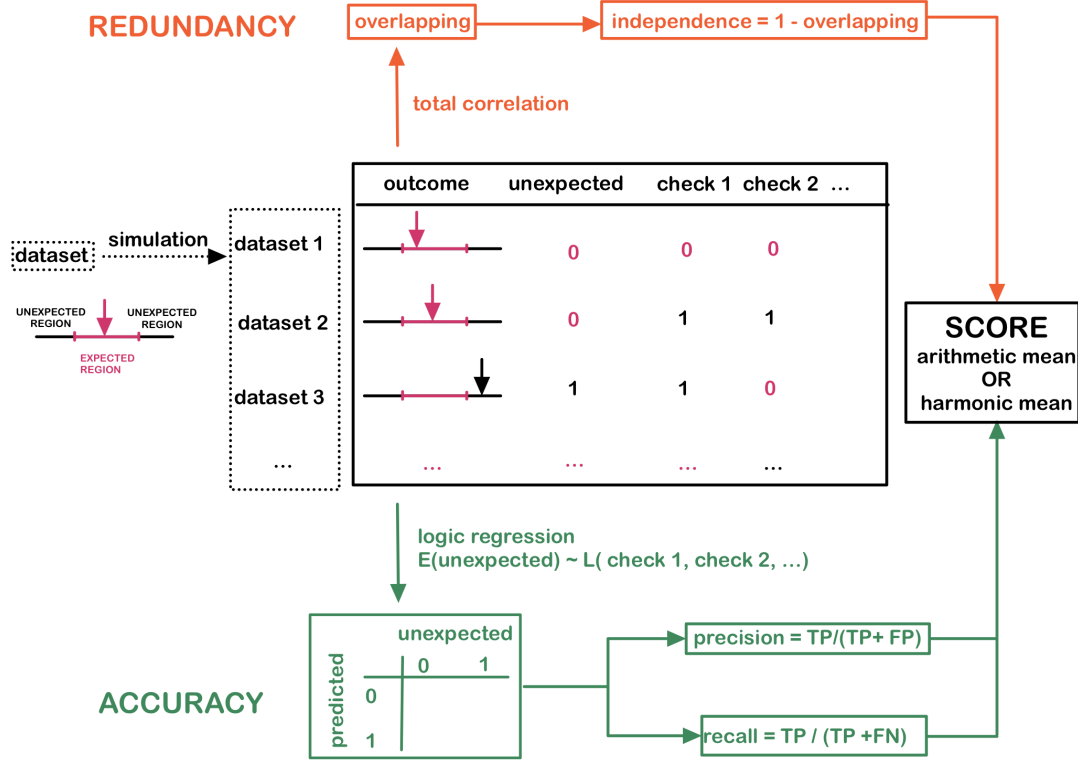 REDUNDANCY
overlapping
independence = 1 - overlapping
total correlation
outcome unexpected check 1 check 2 ...
dataset
simulation
dataset 1
0 0 0
UNEXPECTED REGION
UNEXPECTED REGION
EXPECTED REGION
dataset 2
0 1 1
dataset 3
1 1 0
...
... ... ... ...
SCORE
arithmetic mean
OR
harmonic mean
logic regression
E(unexpected) ~ L( check 1, check 2, ...)
ACCURACY
unexpected
0 1
predicted
0
1
precision = TP/(TP+ FP)
recall = TP / (TP +FN)